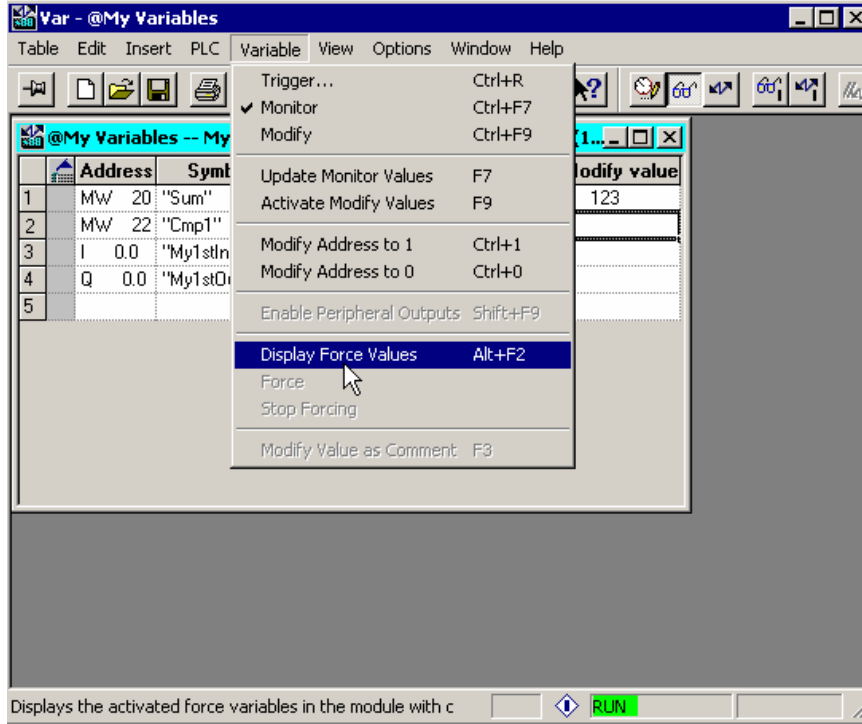 Var - @My Variables
Table Edit Insert PLC Variable View Options Window Help
@My Variables -- My
(1...
Trigger... Ctrl+R
Monitor Ctrl+F7
Modify Ctrl+F9
Update Monitor Values F7
Activate Modify Values F9
Modify Address to 1 Ctrl+1
Modify Address to 0 Ctrl+0
Enable Peripheral Outputs Shift+F9
Display Force Values Alt+F2
Force
Stop Forcing
Modify Value as Comment F3
Address Symb odify value
1 MW 20 "Sum" 123
2 MW 22 "Cmp1"
3 I 0.0 "My1stIn
4 Q 0.0 "My1stO
5
Displays the activated force variables in the module with c RUN